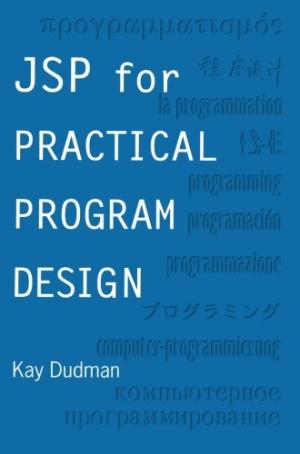 προγραμματισμός
JSP for
程序设计
la programmation
PRACTICAL
programming
PROGRAM
programación
programmazione
DESIGN
プログラミング
computer-programmierung
Kay Dudman
компьютерное
программирование